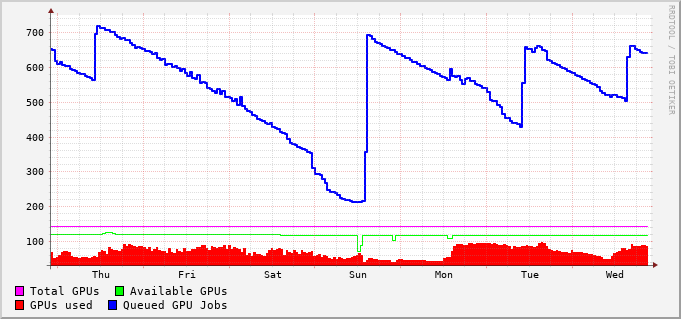 700
600
500
400
300
200
100
Thu Fri Sat Sun Mon Tue Wed
RRDTOOL / TOBI OETIKER
Total GPUs Available GPUs
GPUs used Queued GPU Jobs